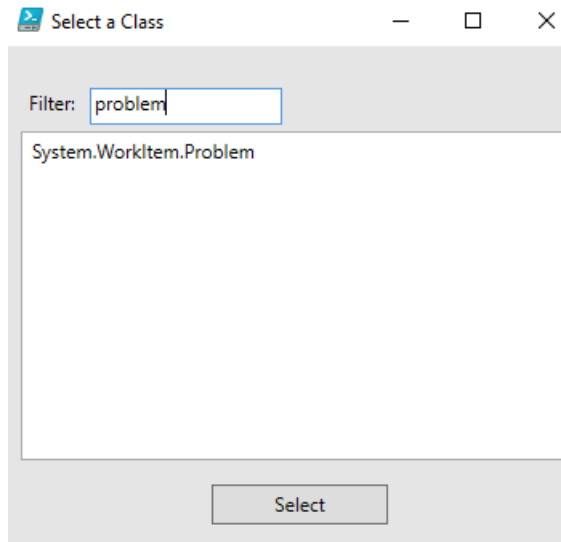 Select a Class
Filter: problem
System.WorkItem.Problem
Select